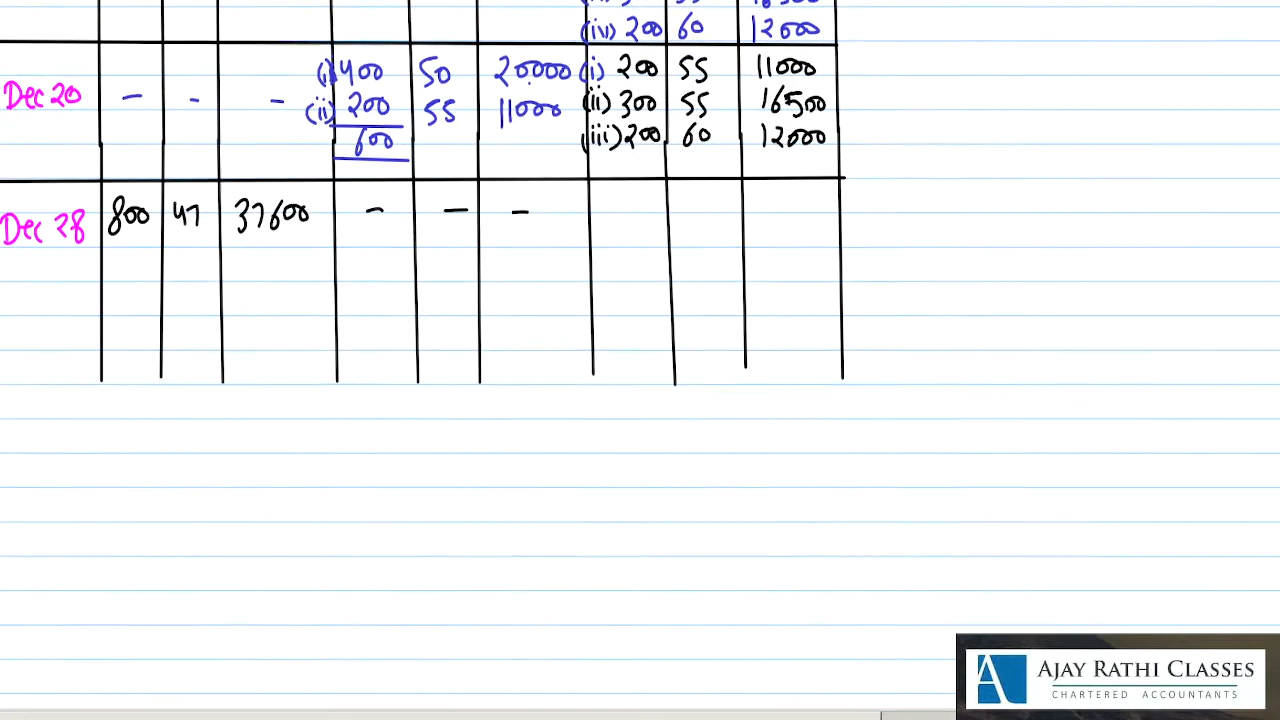 (iv) 200 60 12000
Dec 20 - - - (i) 400 50 20000 (i) 200 55 11000
(ii) 200 55 11000 (ii) 300 55 16500
600 (iii) 200 60 12000
Dec 28 800 47 37600 - - -
AJAY RATHI CLASSES
CHARTERED ACCOUNTANTS